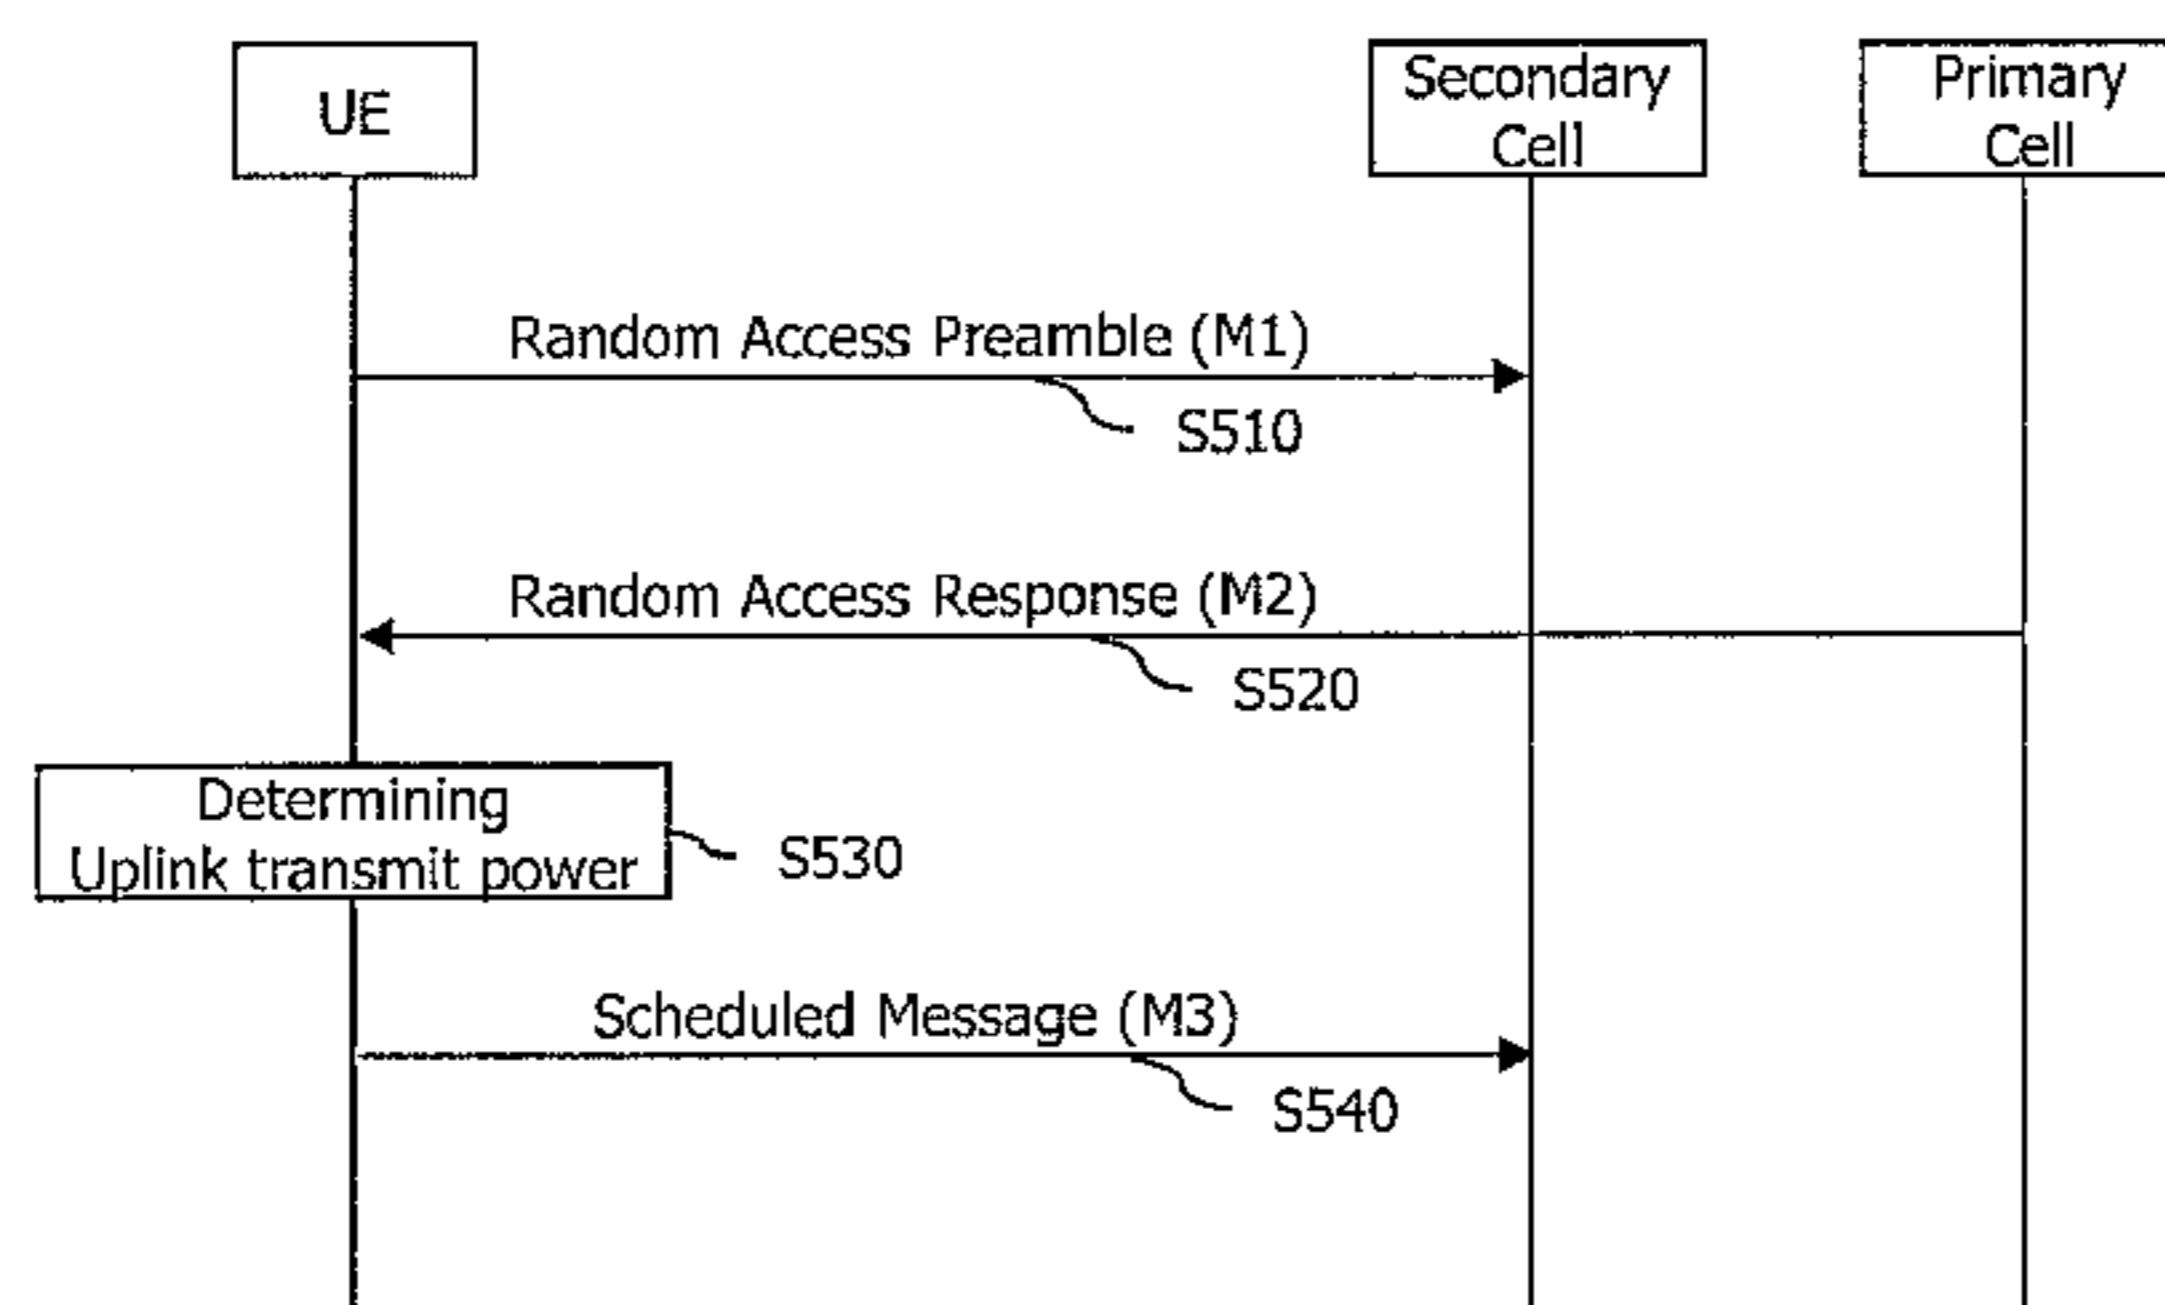 UE
Secondary
Cell
Primary
Cell
Random Access Preamble (M1)
S510
Random Access Response (M2)
S520
Determining
Uplink transmit power
S530
Scheduled Message (M3)
S540